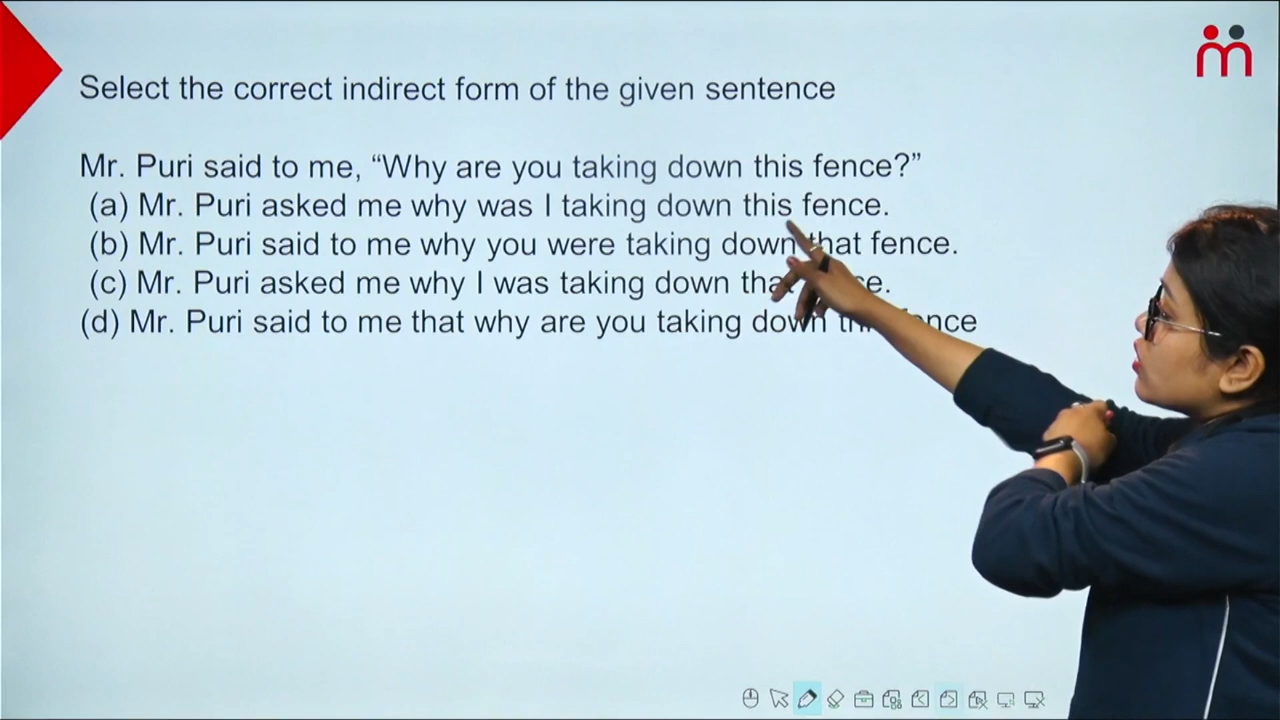 Select the correct indirect form of the given sentence
Mr. Puri said to me, “Why are you taking down this fence?”
(a) Mr. Puri asked me why was I taking down this fence.
(b) Mr. Puri said to me why you were taking down that fence.
(c) Mr. Puri asked me why I was taking down
(d) Mr. Puri said to me that why are you taking down